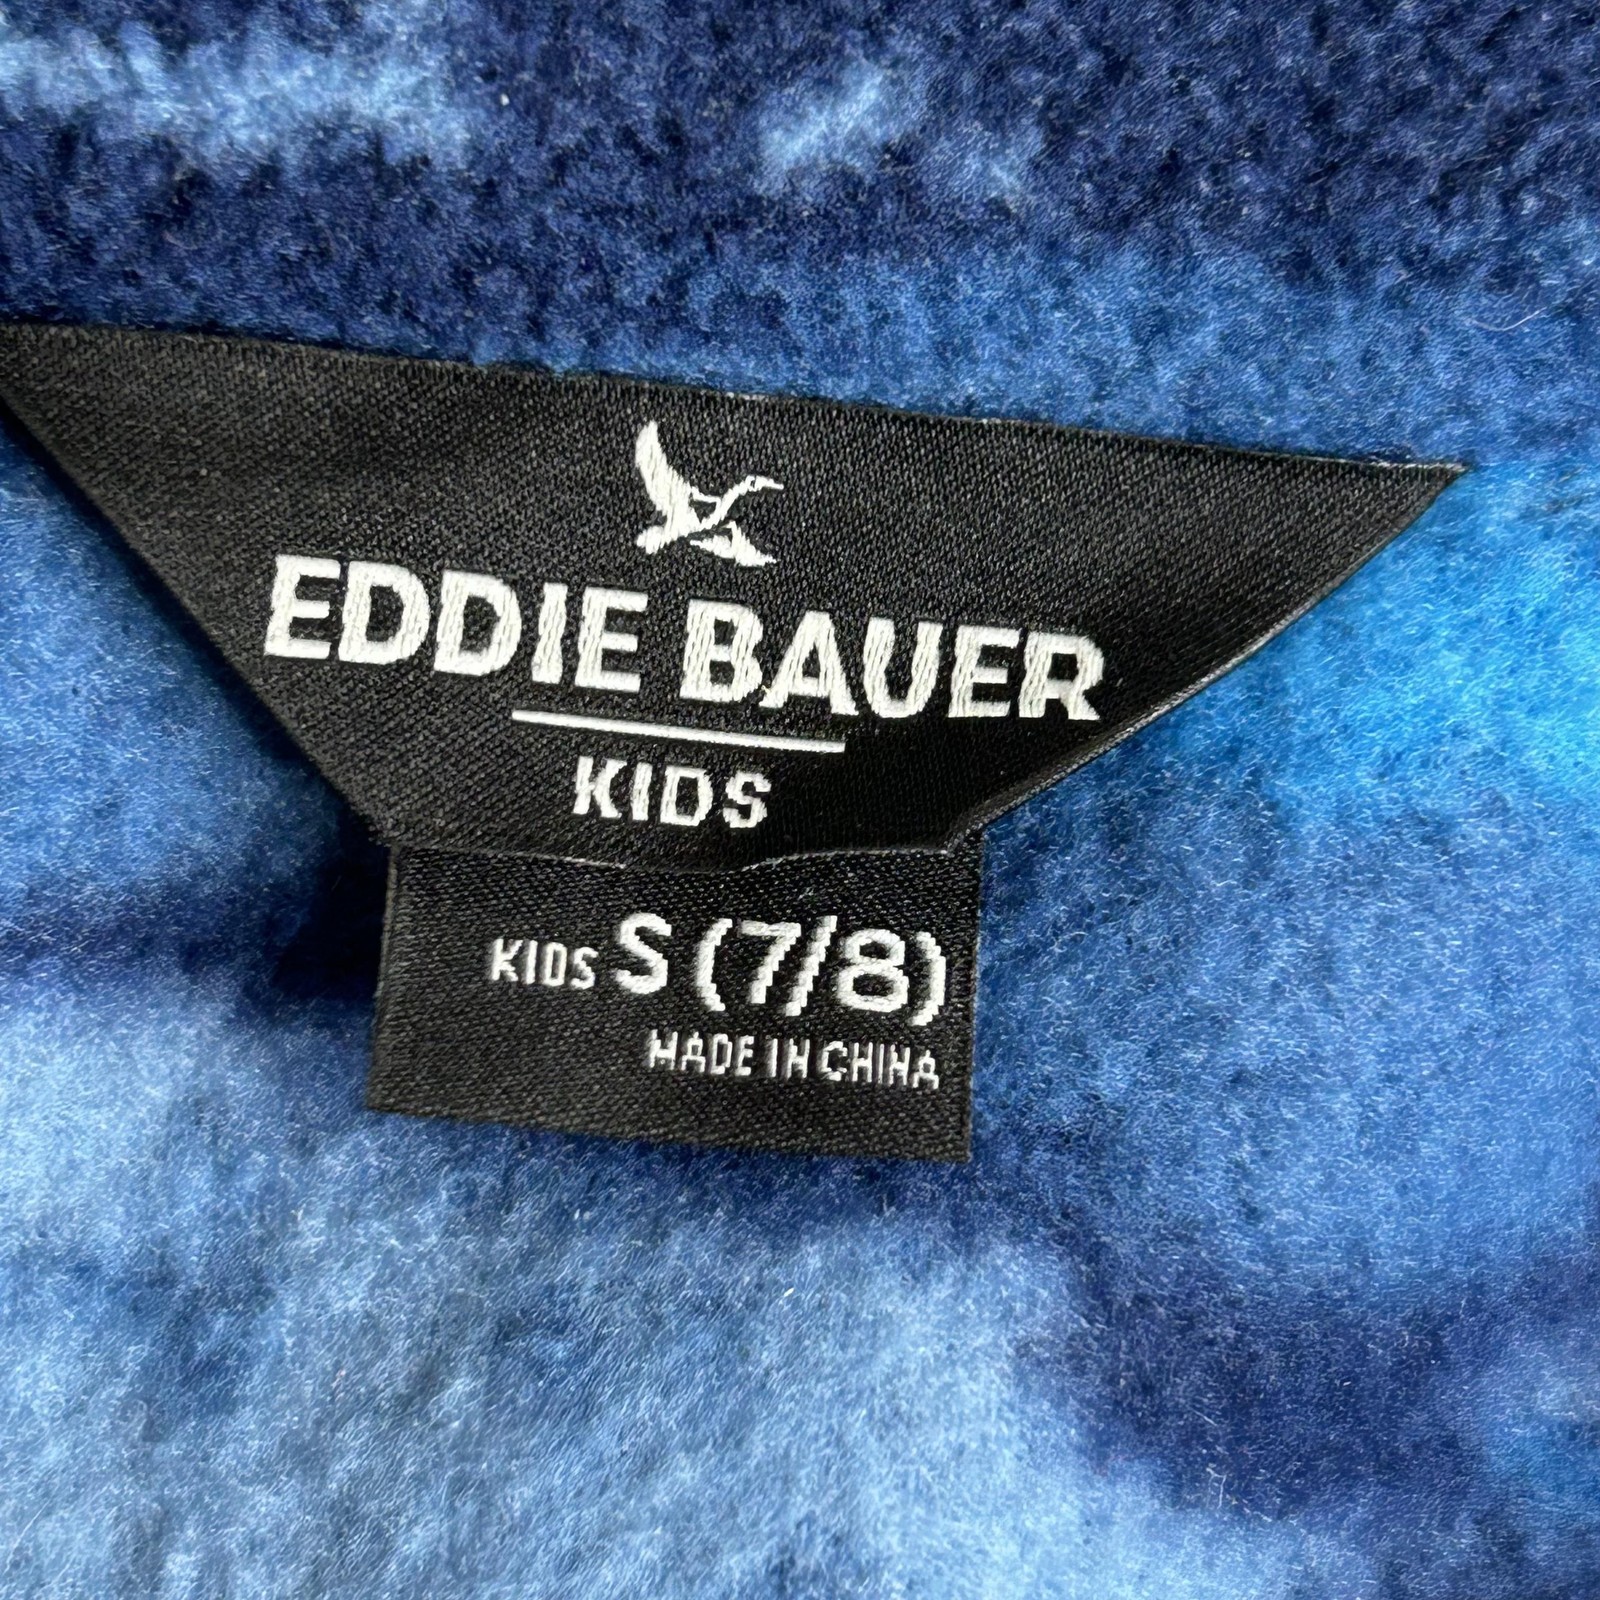 EDDIE BAUER
KIDS
KIDS S (7/8)
MADE IN CHINA